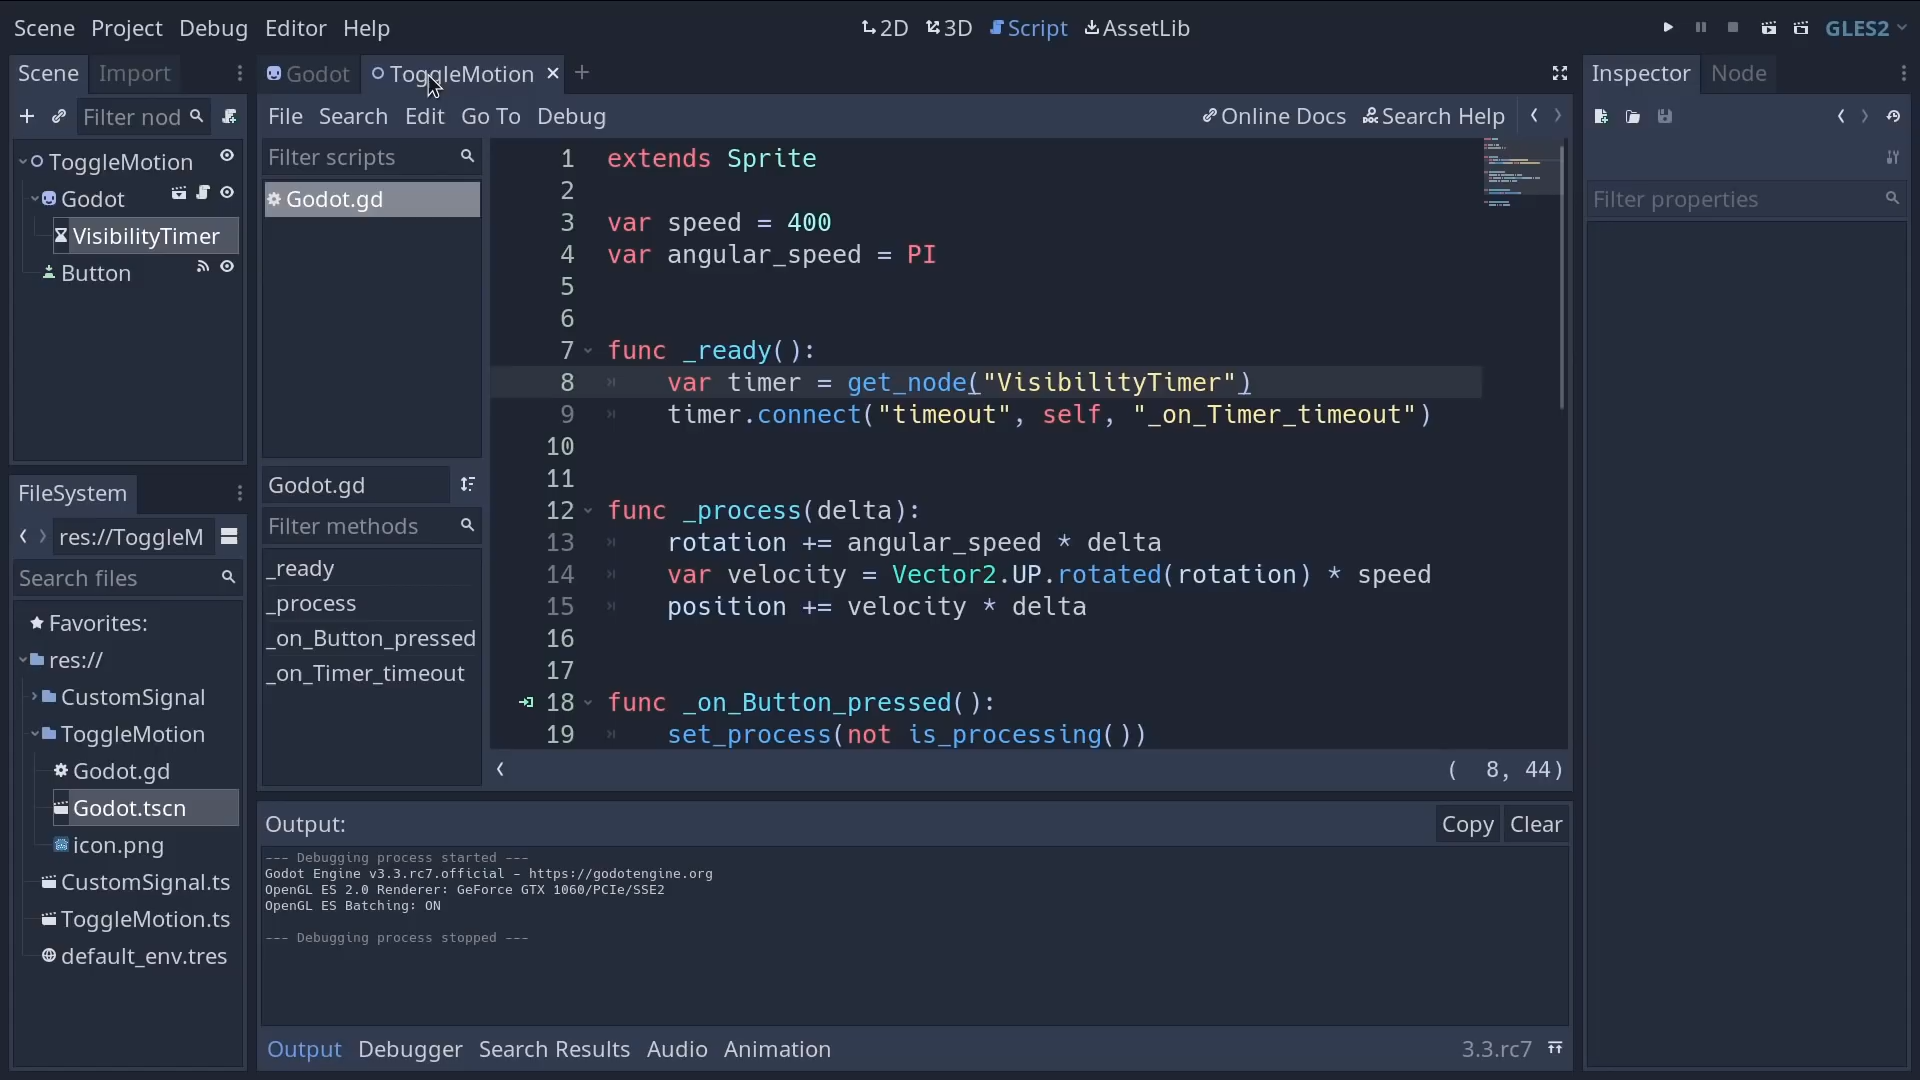 Scene Project Debug Editor Help
2D 3D Script AssetLib
GLES2
Scene Import
Filter nod
ToggleMotion
Godot
VisibilityTimer
Button
FileSystem
res://ToggleM
Search files
Favorites:
res://
CustomSignal
ToggleMotion
Godot.gd
Godot.tscn
icon.png
CustomSignal.ts
ToggleMotion.ts
default_env.tres
Godot ToggleMotion
File Search Edit Go To Debug
Online Docs Search Help
Filter scripts
Godot.gd
Godot.gd
Filter methods
_ready
_process
_on_Button_pressed
_on_Timer_timeout
1 extends Sprite
2
3 var speed = 400
4 var angular_speed = PI
5
6
7 func _ready():
8 var timer = get_node("VisibilityTimer")
9 timer.connect("timeout", self, "_on_Timer_timeout")
10
11
12 func _process(delta):
13 rotation += angular_speed * delta
14 var velocity = Vector2.UP.rotated(rotation) * speed
15 position += velocity * delta
16
17
18 func _on_Button_pressed():
19 set_process(not is_processing())
( 8, 44)
Output:
Copy Clear
--- Debugging process started ---
Godot Engine v3.3.rc7.official - https://godotengine.org
OpenGL ES 2.0 Renderer: GeForce GTX 1060/PCIe/SSE2
OpenGL ES Batching: ON
--- Debugging process stopped ---
Output Debugger Search Results Audio Animation
3.3.rc7
Inspector Node
Filter properties